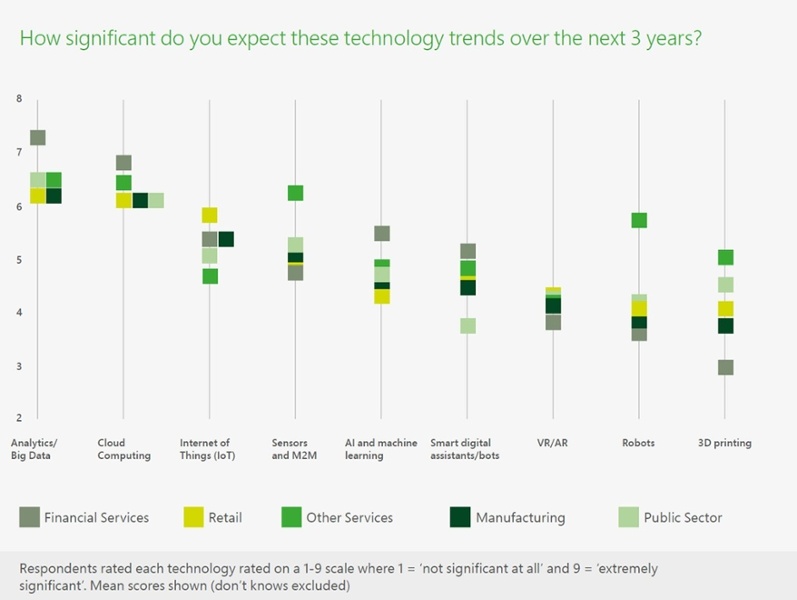 How significant do you expect these technology trends over the next 3 years?
8
7
6
5
4
3
2
Analytics/
Big Data
Cloud
Computing
Internet of
Things (IoT)
Sensors
and M2M
AI and machine
learning
Smart digital
assistants/bots
VR/AR
Robots
3D printing
Financial Services
Retail
Other Services
Manufacturing
Public Sector
Respondents rated each technology rated on a 1-9 scale where 1 = ‘not significant at all’ and 9 = ‘extremely
significant’. Mean scores shown (don’t knows excluded)